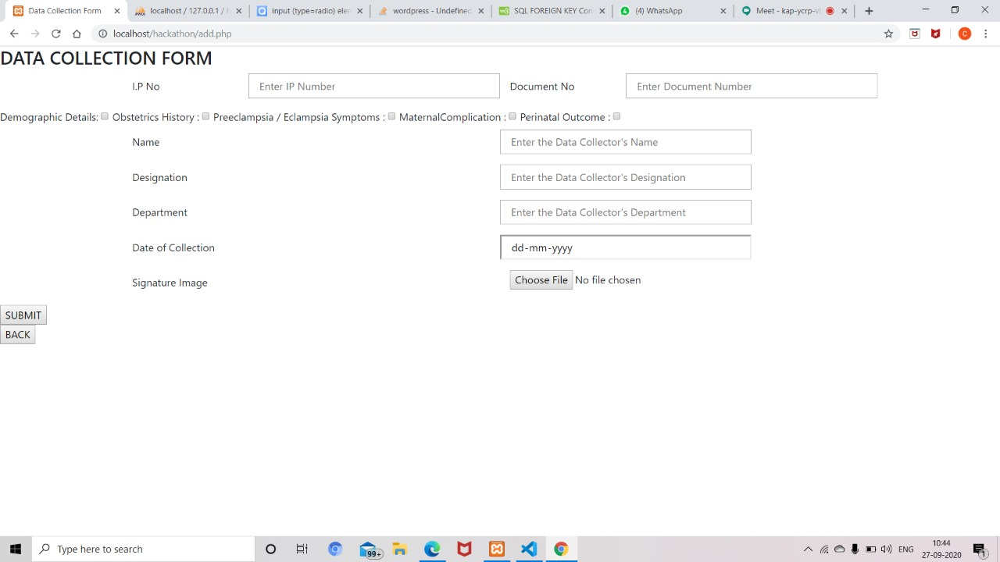 Data Collection Form
localhost / 127.0.0.1 / h
input (type=radio) ele
wordpress - Undefined
SQL FOREIGN KEY Con
(4) WhatsApp
Meet - kap-ycrp-v
localhost/hackathon/add.php
DATA COLLECTION FORM
I.P No Enter IP Number Document No Enter Document Number
Demographic Details: Obstetrics History : Preeclampsia / Eclampsia Symptoms : MaternalComplication : Perinatal Outcome :
Name Enter the Data Collector's Name
Designation Enter the Data Collector's Designation
Department Enter the Data Collector's Department
Date of Collection dd-mm-yyyy
Signature Image Choose File No file chosen
SUBMIT
BACK
Type here to search
99+
ENG
10:44
27-09-2020
1